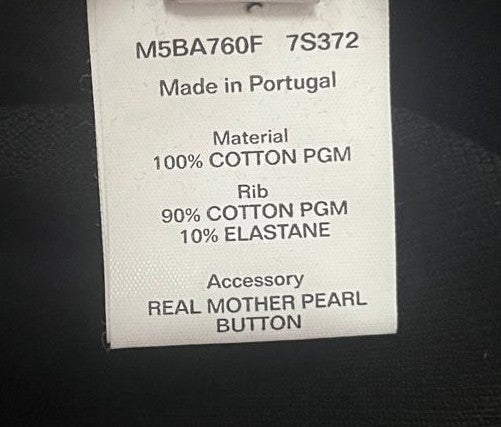 M5BA760F 7S372
Made in Portugal
Material
100% COTTON PGM
Rib
90% COTTON PGM
10% ELASTANE
Accessory
REAL MOTHER PEARL
BUTTON